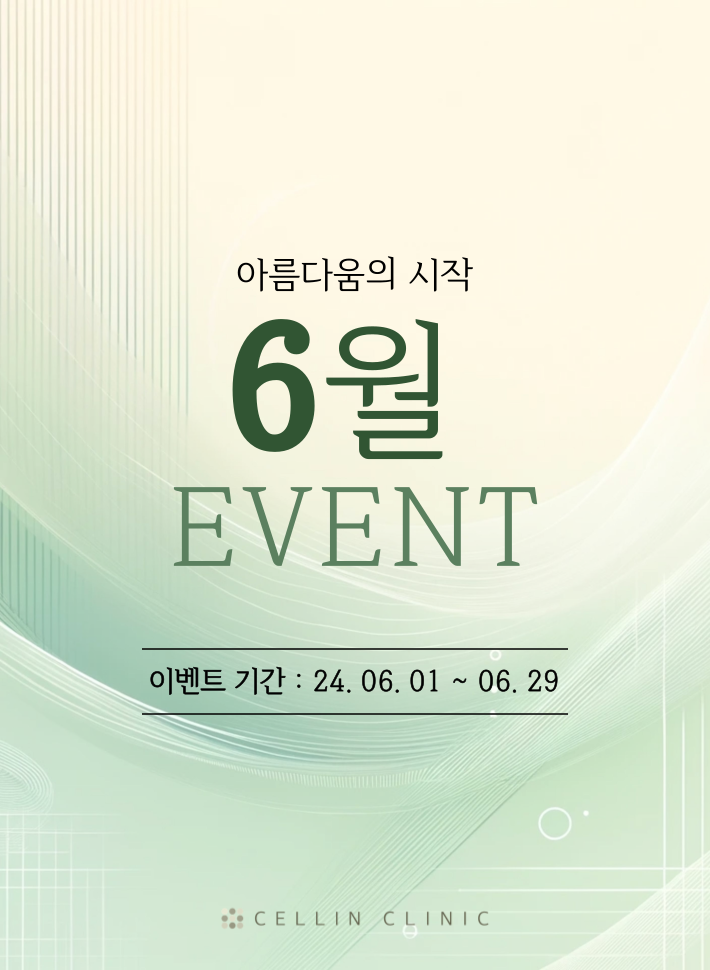 아름다움의 시작
6월
EVENT
이벤트 기간 : 24. 06. 01 ~ 06. 29
CELLIN CLINIC